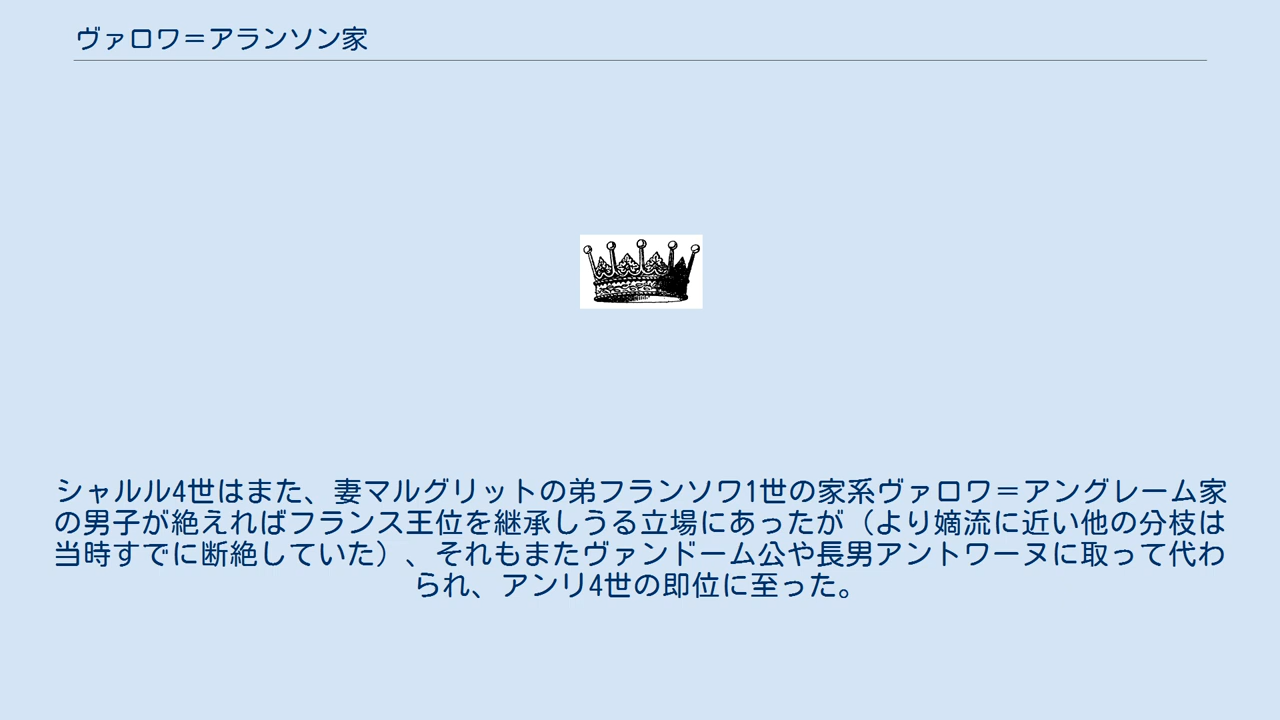 ヴァロワ＝アランソン家
シャルル4世はまた、妻マルグリットの弟フランソワ1世の家系ヴァロワ＝アングレーム家
の男子が絶えればフランス王位を継承しうる立場にあったが（より嫡流に近い他の分枝は
当時すでに断絶していた）、それもまたヴァンドーム公や長男アントワーヌに取って代わ
られ、アンリ4世の即位に至った。